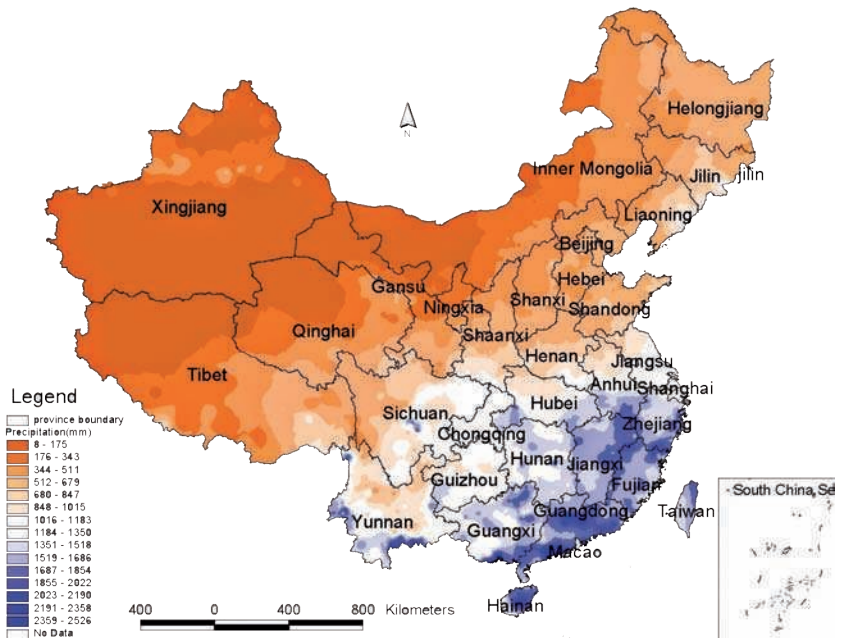 Helongjiang
N
Inner Mongolia
Jilin
jilin
Xingjiang
Liaoning
Beijing
Hebei
Gansu
Ningxia
Shanxi
Shandong
Qinghai
Shaanxi
Henan
Jiangsu
Tibet
Anhui
Shanghai
Hubei
Sichuan
Zhejiang
Chongqing
Hunan
Jiangxi
Guizhou
Fujian
Yunnan
Guangdong
Taiwan
Guangxi
Macao
Hainan
South China Se
Legend
province boundary
Precipitation(mm)
8 - 175
176 - 343
344 - 511
512 - 679
680 - 847
848 - 1015
1016 - 1183
1184 - 1350
1351 - 1518
1519 - 1686
1687 - 1854
1855 - 2022
2023 - 2190
2191 - 2358
2359 - 2526
No Data
400 0 400 800 Kilometers